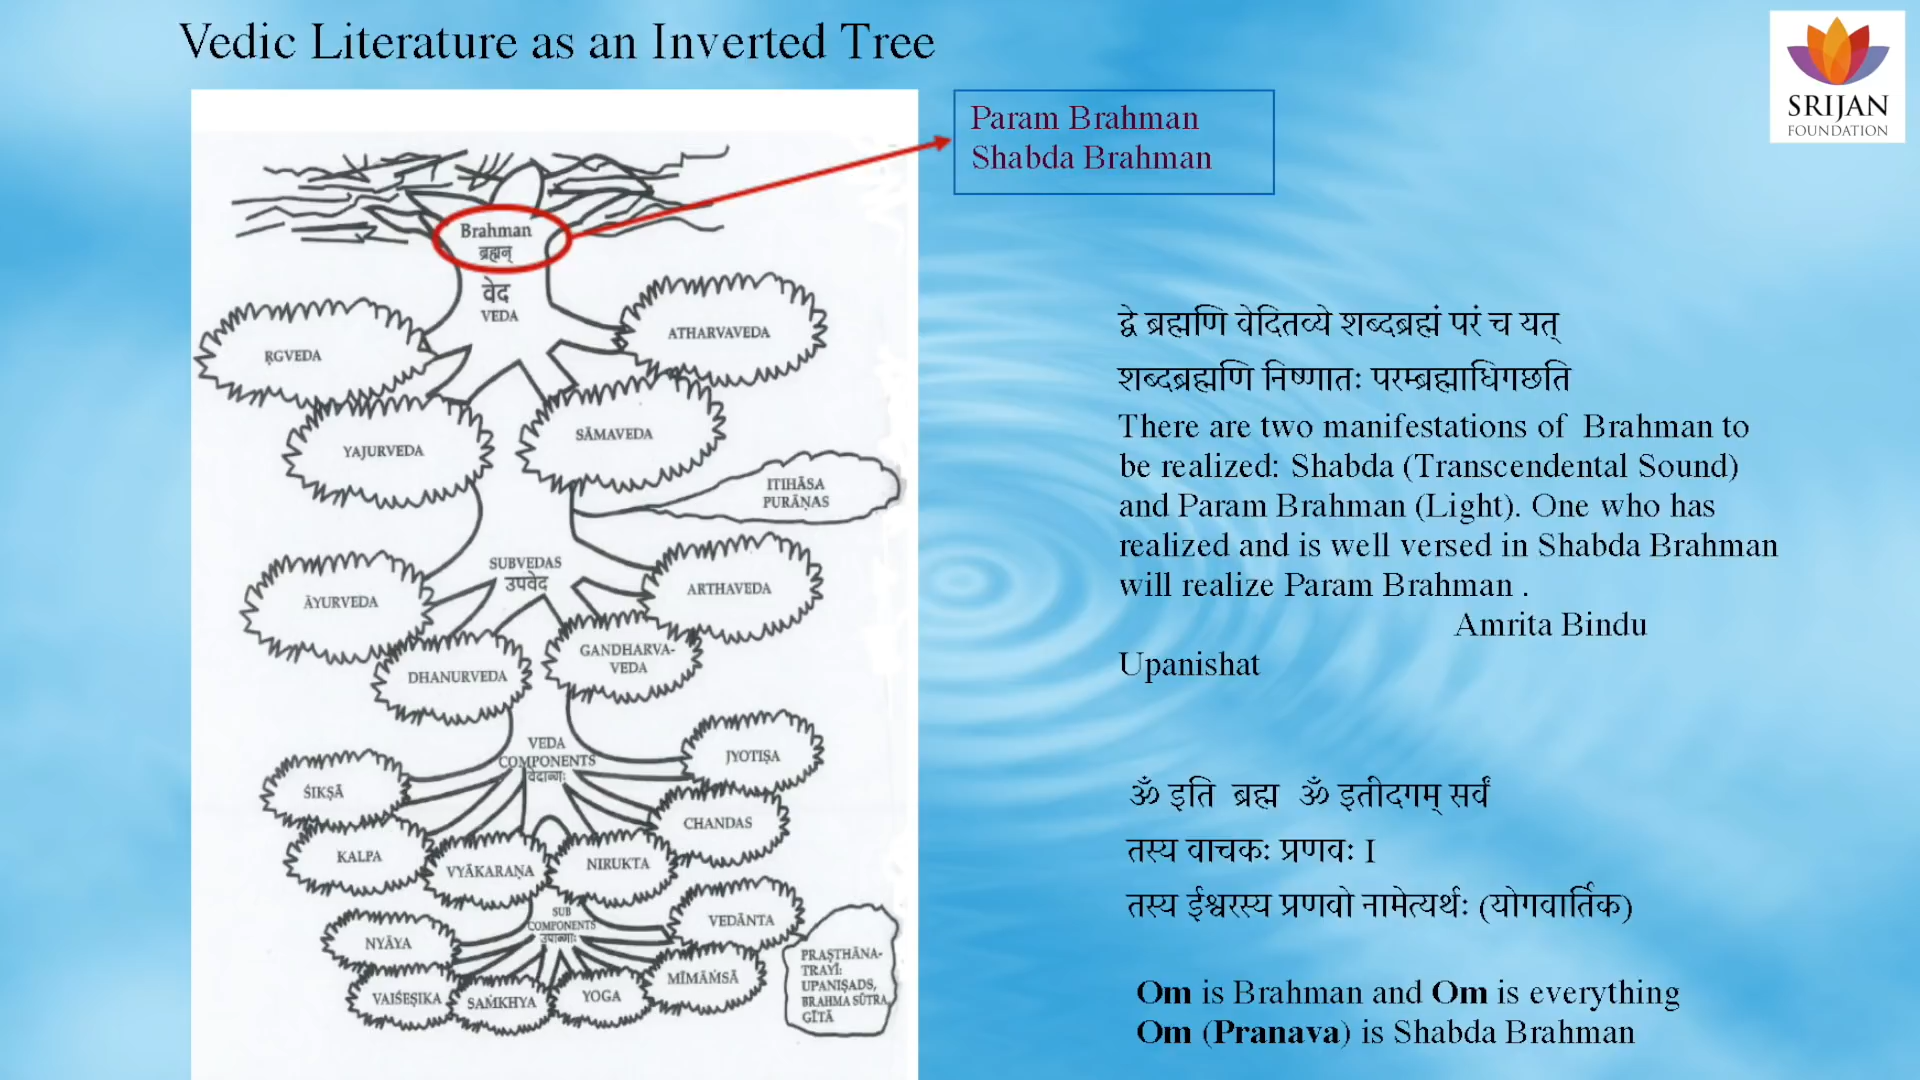 Vedic Literature as an Inverted Tree
SRIJAN
FOUNDATION
Param Brahman
Shabda Brahman
Brahman
ब्रह्मन्
वेद
VEDA
ṚGVEDA
ATHARVAVEDA
YAJURVEDA
SĀMAVEDA
ITIHĀSA
PURĀṆAS
SUBVEDAS
उपवेद
ĀYURVEDA
ARTHAVEDA
DHANURVEDA
GANDHARVA-
VEDA
VEDA
COMPONENTS
JYOTIṢA
ŚIKṢĀ
CHANDAS
KALPA
VYĀKARAṆA
NIRUKTA
SUB
COMPONENTS
VEDĀNTA
NYĀYA
VAIŚEṢIKA
SAṀKHYA
YOGA
MĪMĀṀSĀ
PRAṢTHĀNA-
TRAYĪ:
UPANIṢADS,
BRAHMA SŪTRA,
GĪTĀ
द्वे ब्रह्मणि वेदितव्ये शब्दब्रह्मं परं च यत्
शब्दब्रह्मणि निष्णातः परम्ब्रह्माधिगछति
There are two manifestations of Brahman to
be realized: Shabda (Transcendental Sound)
and Param Brahman (Light). One who has
realized and is well versed in Shabda Brahman
will realize Param Brahman .
Amrita Bindu
Upanishat
ॐ इति ब्रह्म ॐ इतीदगम् सर्वं
तस्य वाचकः प्रणवः I
तस्य ईश्वरस्य प्रणवो नामेत्यर्थः (योगवार्तिक)
Om is Brahman and Om is everything
Om (Pranava) is Shabda Brahman